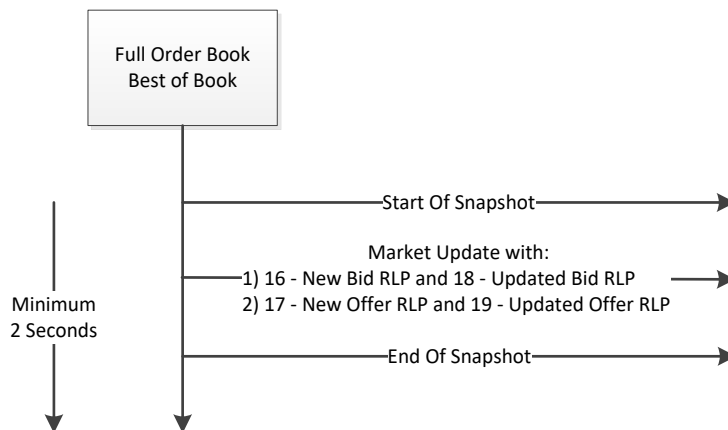 Full Order Book
Best of Book
Start Of Snapshot
Market Update with:
1) 16 - New Bid RLP and 18 - Updated Bid RLP
2) 17 - New Offer RLP and 19 - Updated Offer RLP
Minimum
2 Seconds
End Of Snapshot